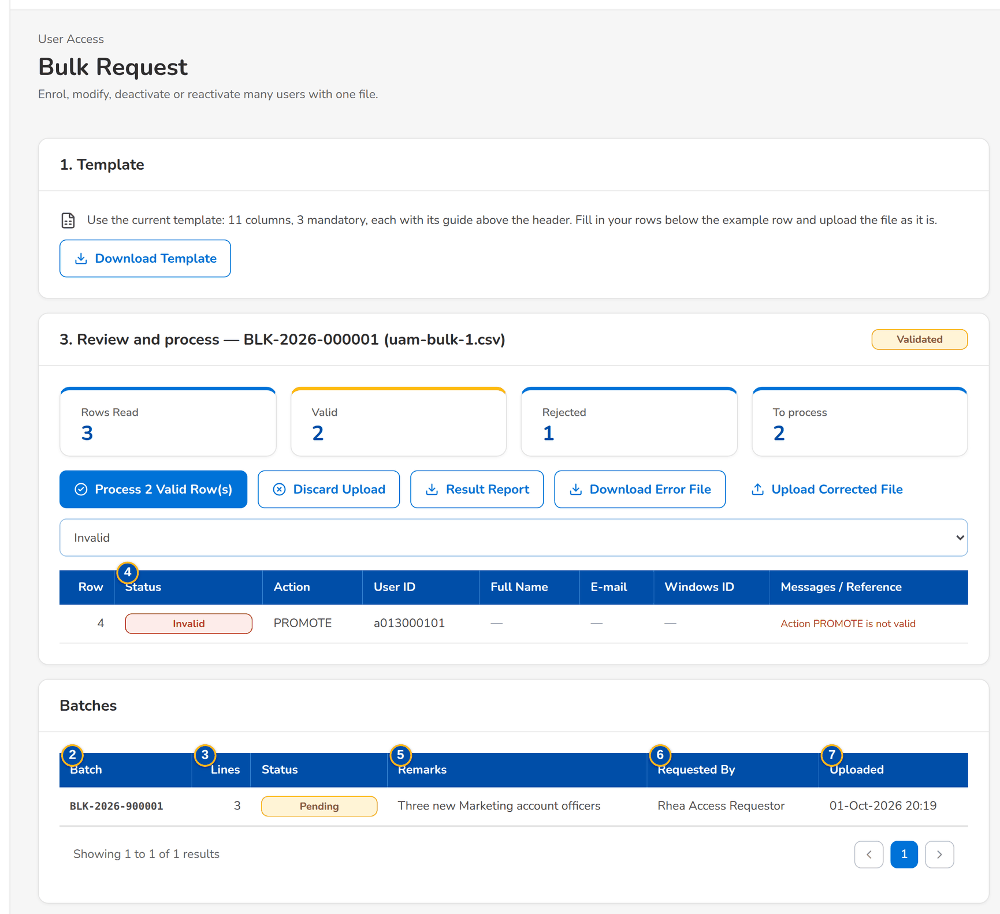 User Access
Bulk Request
Enrol, modify, deactivate or reactivate many users with one file.
1. Template
Use the current template: 11 columns, 3 mandatory, each with its guide above the header. Fill in your rows below the example row and upload the file as it is.
Download Template
3. Review and process — BLK-2026-000001 (uam-bulk-1.csv) Validated
Rows Read Valid Rejected To process
3 2 1 2
Process 2 Valid Row(s) Discard Upload Result Report Download Error File Upload Corrected File
Invalid
4
Row Status Action User ID Full Name E-mail Windows ID Messages / Reference
4 Invalid PROMOTE a013000101 — — — Action PROMOTE is not valid
Batches
2 3 5 6 7
Batch Lines Status Remarks Requested By Uploaded
BLK-2026-900001 3 Pending Three new Marketing account officers Rhea Access Requestor 01-Oct-2026 20:19
Showing 1 to 1 of 1 results 1